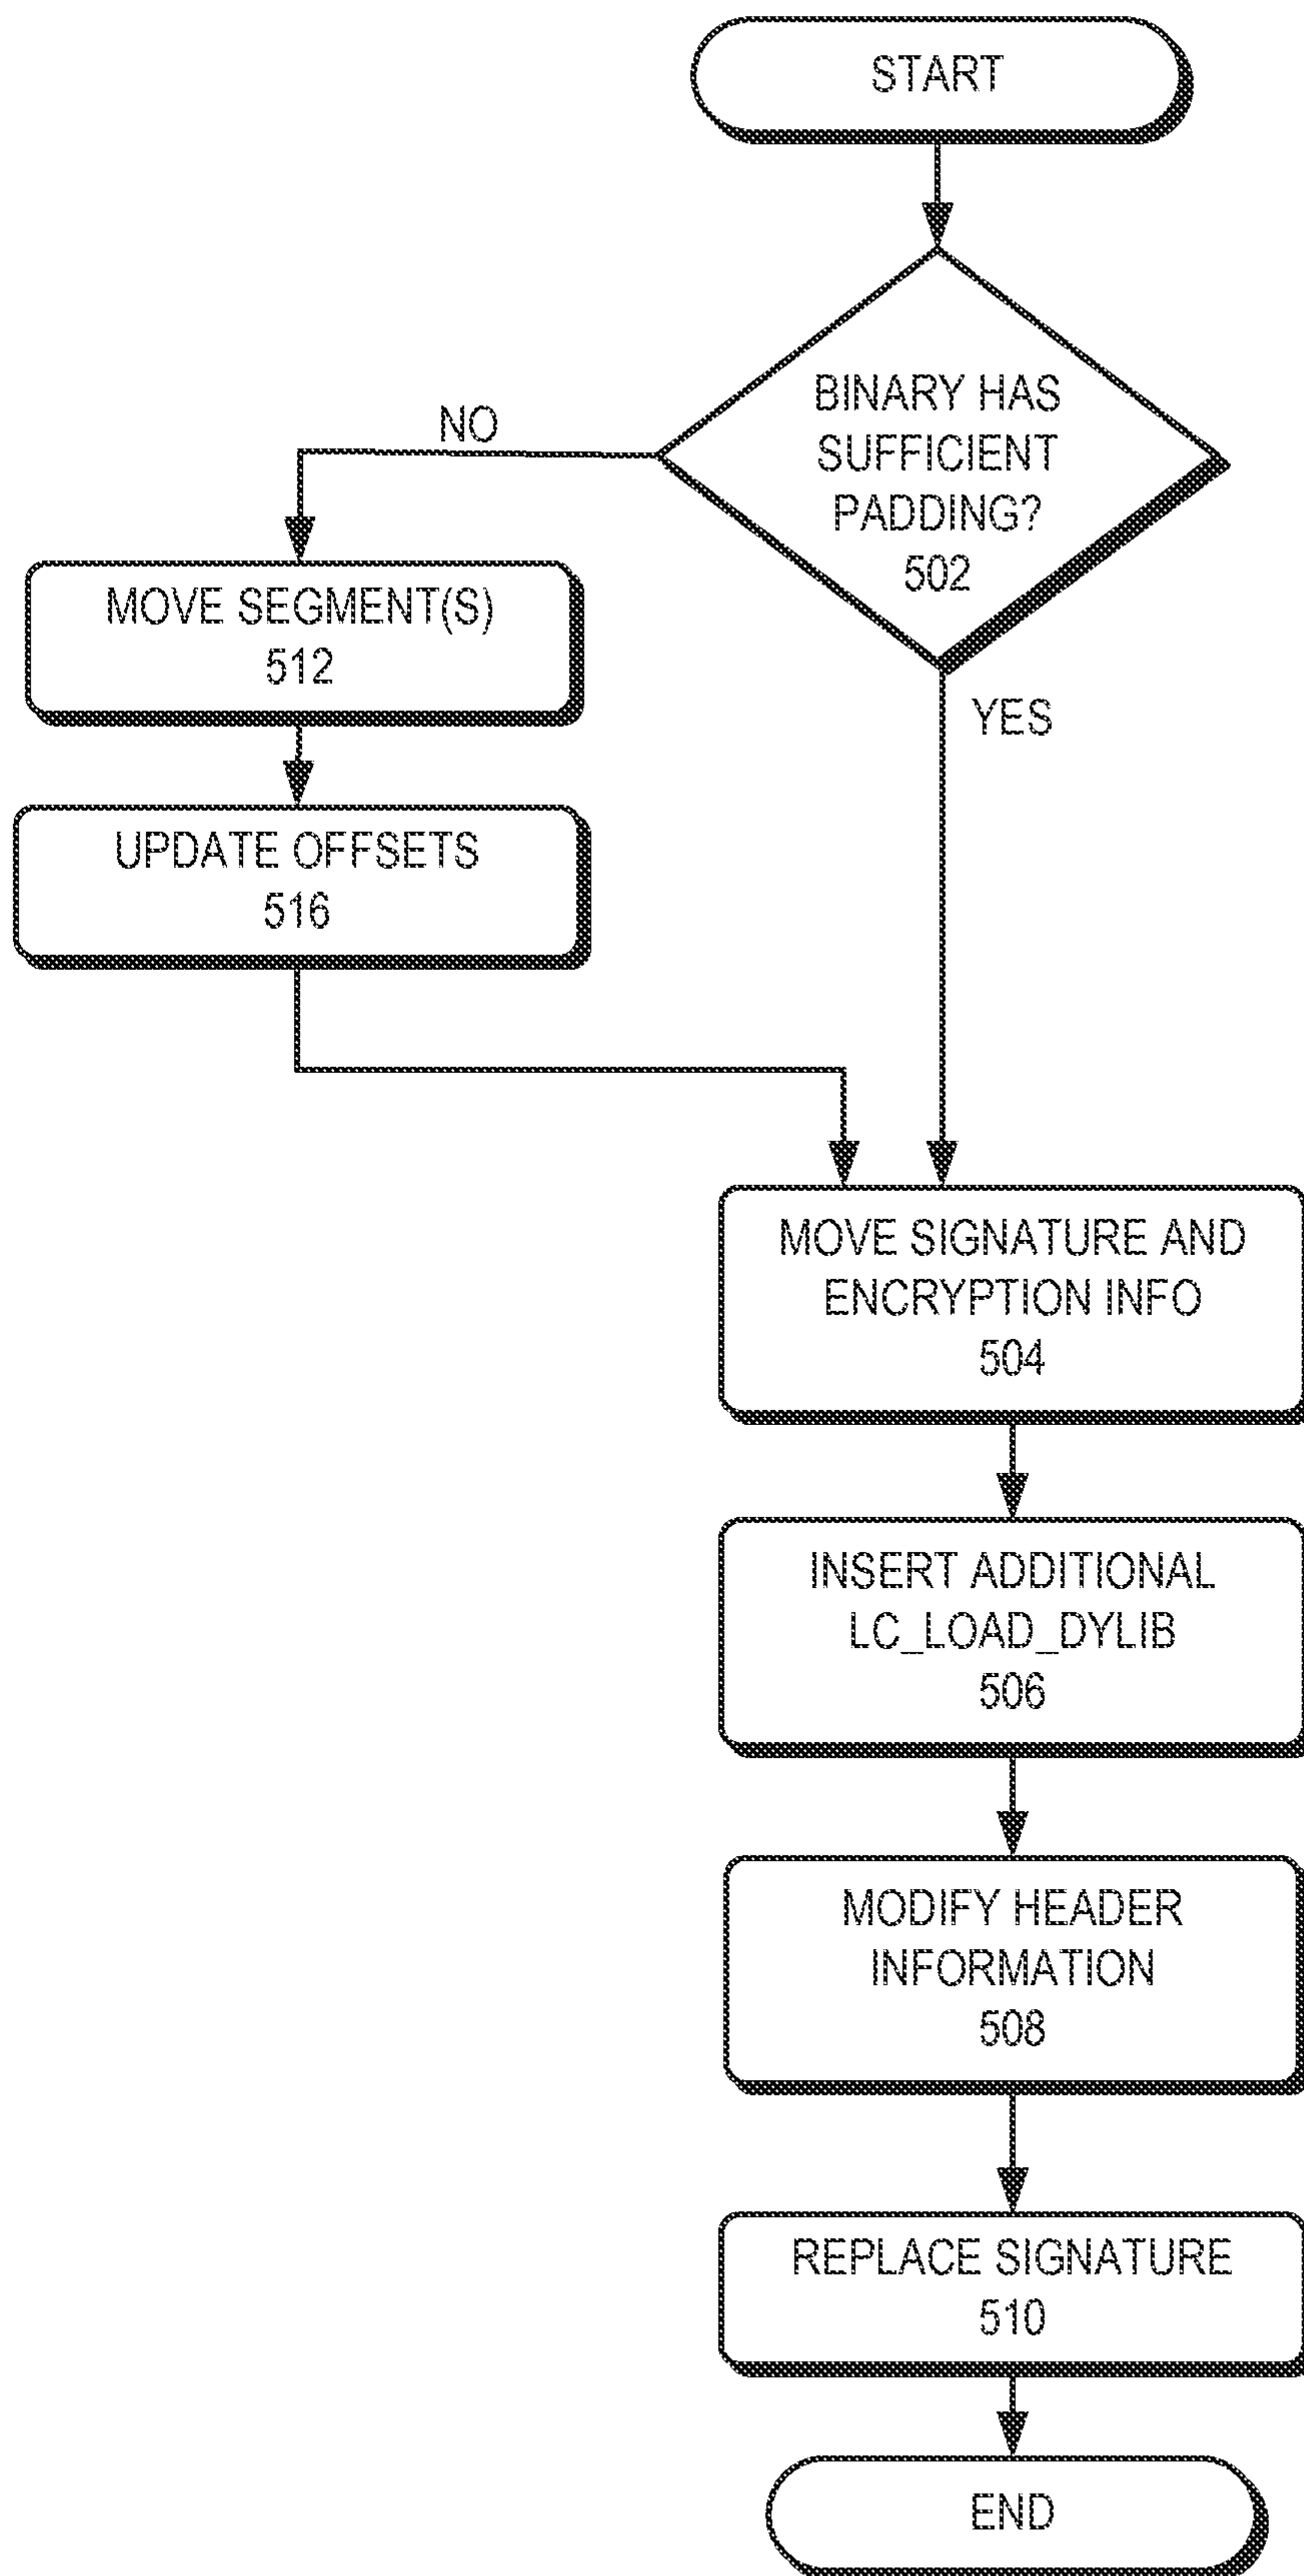 START
BINARY HAS
SUFFICIENT
PADDING?
502
NO
YES
MOVE SEGMENT(S)
512
UPDATE OFFSETS
516
MOVE SIGNATURE AND
ENCRYPTION INFO
504
INSERT ADDITIONAL
LC_LOAD_DYLIB
506
MODIFY HEADER
INFORMATION
508
REPLACE SIGNATURE
510
END